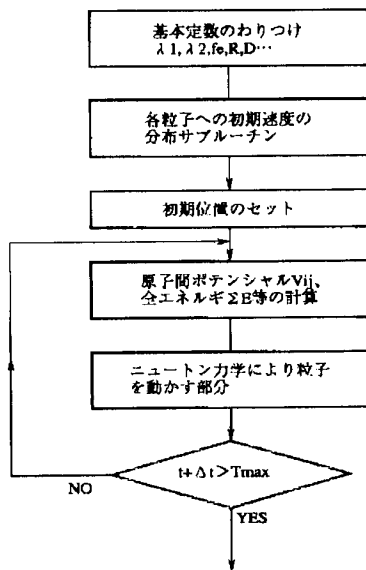 基本定数のわりつけ
λ1,λ2,fe,R,D…
各粒子への初期速度の
分布サブルーチン
初期位置のセット
原子間ポテンシャルVij、
全エネルギΣE等の計算
ニュートン力学により粒子
を動かす部分
t+Δt>Tmax
NO
YES